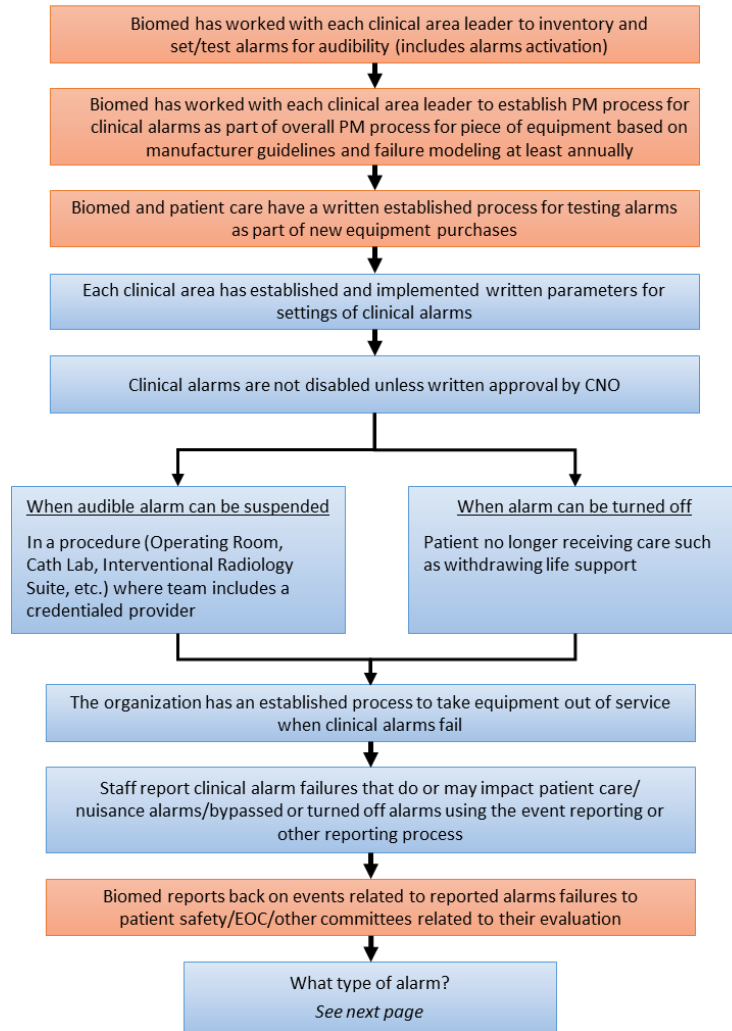 Biomed has worked with each clinical area leader to inventory and
set/test alarms for audibility (includes alarms activation)
Biomed has worked with each clinical area leader to establish PM process for
clinical alarms as part of overall PM process for piece of equipment based on
manufacturer guidelines and failure modeling at least annually
Biomed and patient care have a written established process for testing alarms
as part of new equipment purchases
Each clinical area has established and implemented written parameters for
settings of clinical alarms
Clinical alarms are not disabled unless written approval by CNO
When audible alarm can be suspended
In a procedure (Operating Room,
Cath Lab, Interventional Radiology
Suite, etc.) where team includes a
credentialed provider
When alarm can be turned off
Patient no longer receiving care such
as withdrawing life support
The organization has an established process to take equipment out of service
when clinical alarms fail
Staff report clinical alarm failures that do or may impact patient care/
nuisance alarms/bypassed or turned off alarms using the event reporting or
other reporting process
Biomed reports back on events related to reported alarms failures to
patient safety/EOC/other committees related to their evaluation
What type of alarm?
See next page